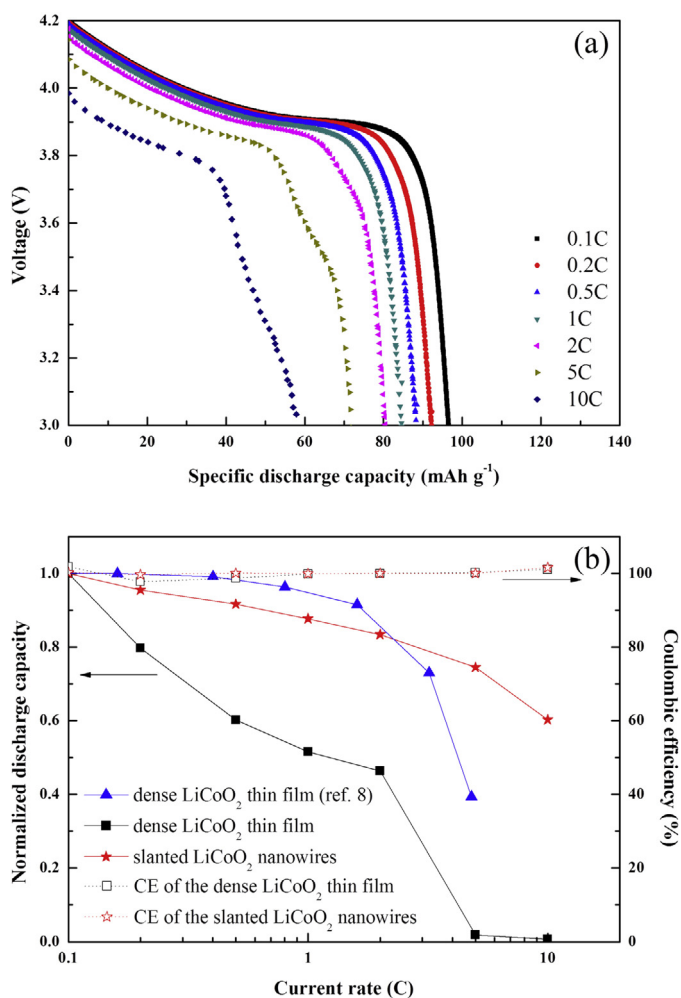 (a)
4.2
4.0
3.8
3.6
3.4
3.2
3.0
Voltage (V)
0.1C
0.2C
0.5C
1C
2C
5C
10C
0 20 40 60 80 100 120 140
Specific discharge capacity (mAh g⁻¹)
(b)
1.0
0.8
0.6
0.4
0.2
0.0
Normalized discharge capacity
100
80
60
40
20
0
Coulombic efficiency (%)
dense LiCoO₂ thin film (ref. 8)
dense LiCoO₂ thin film
slanted LiCoO₂ nanowires
CE of the dense LiCoO₂ thin film
CE of the slanted LiCoO₂ nanowires
0.1 1 10
Current rate (C)